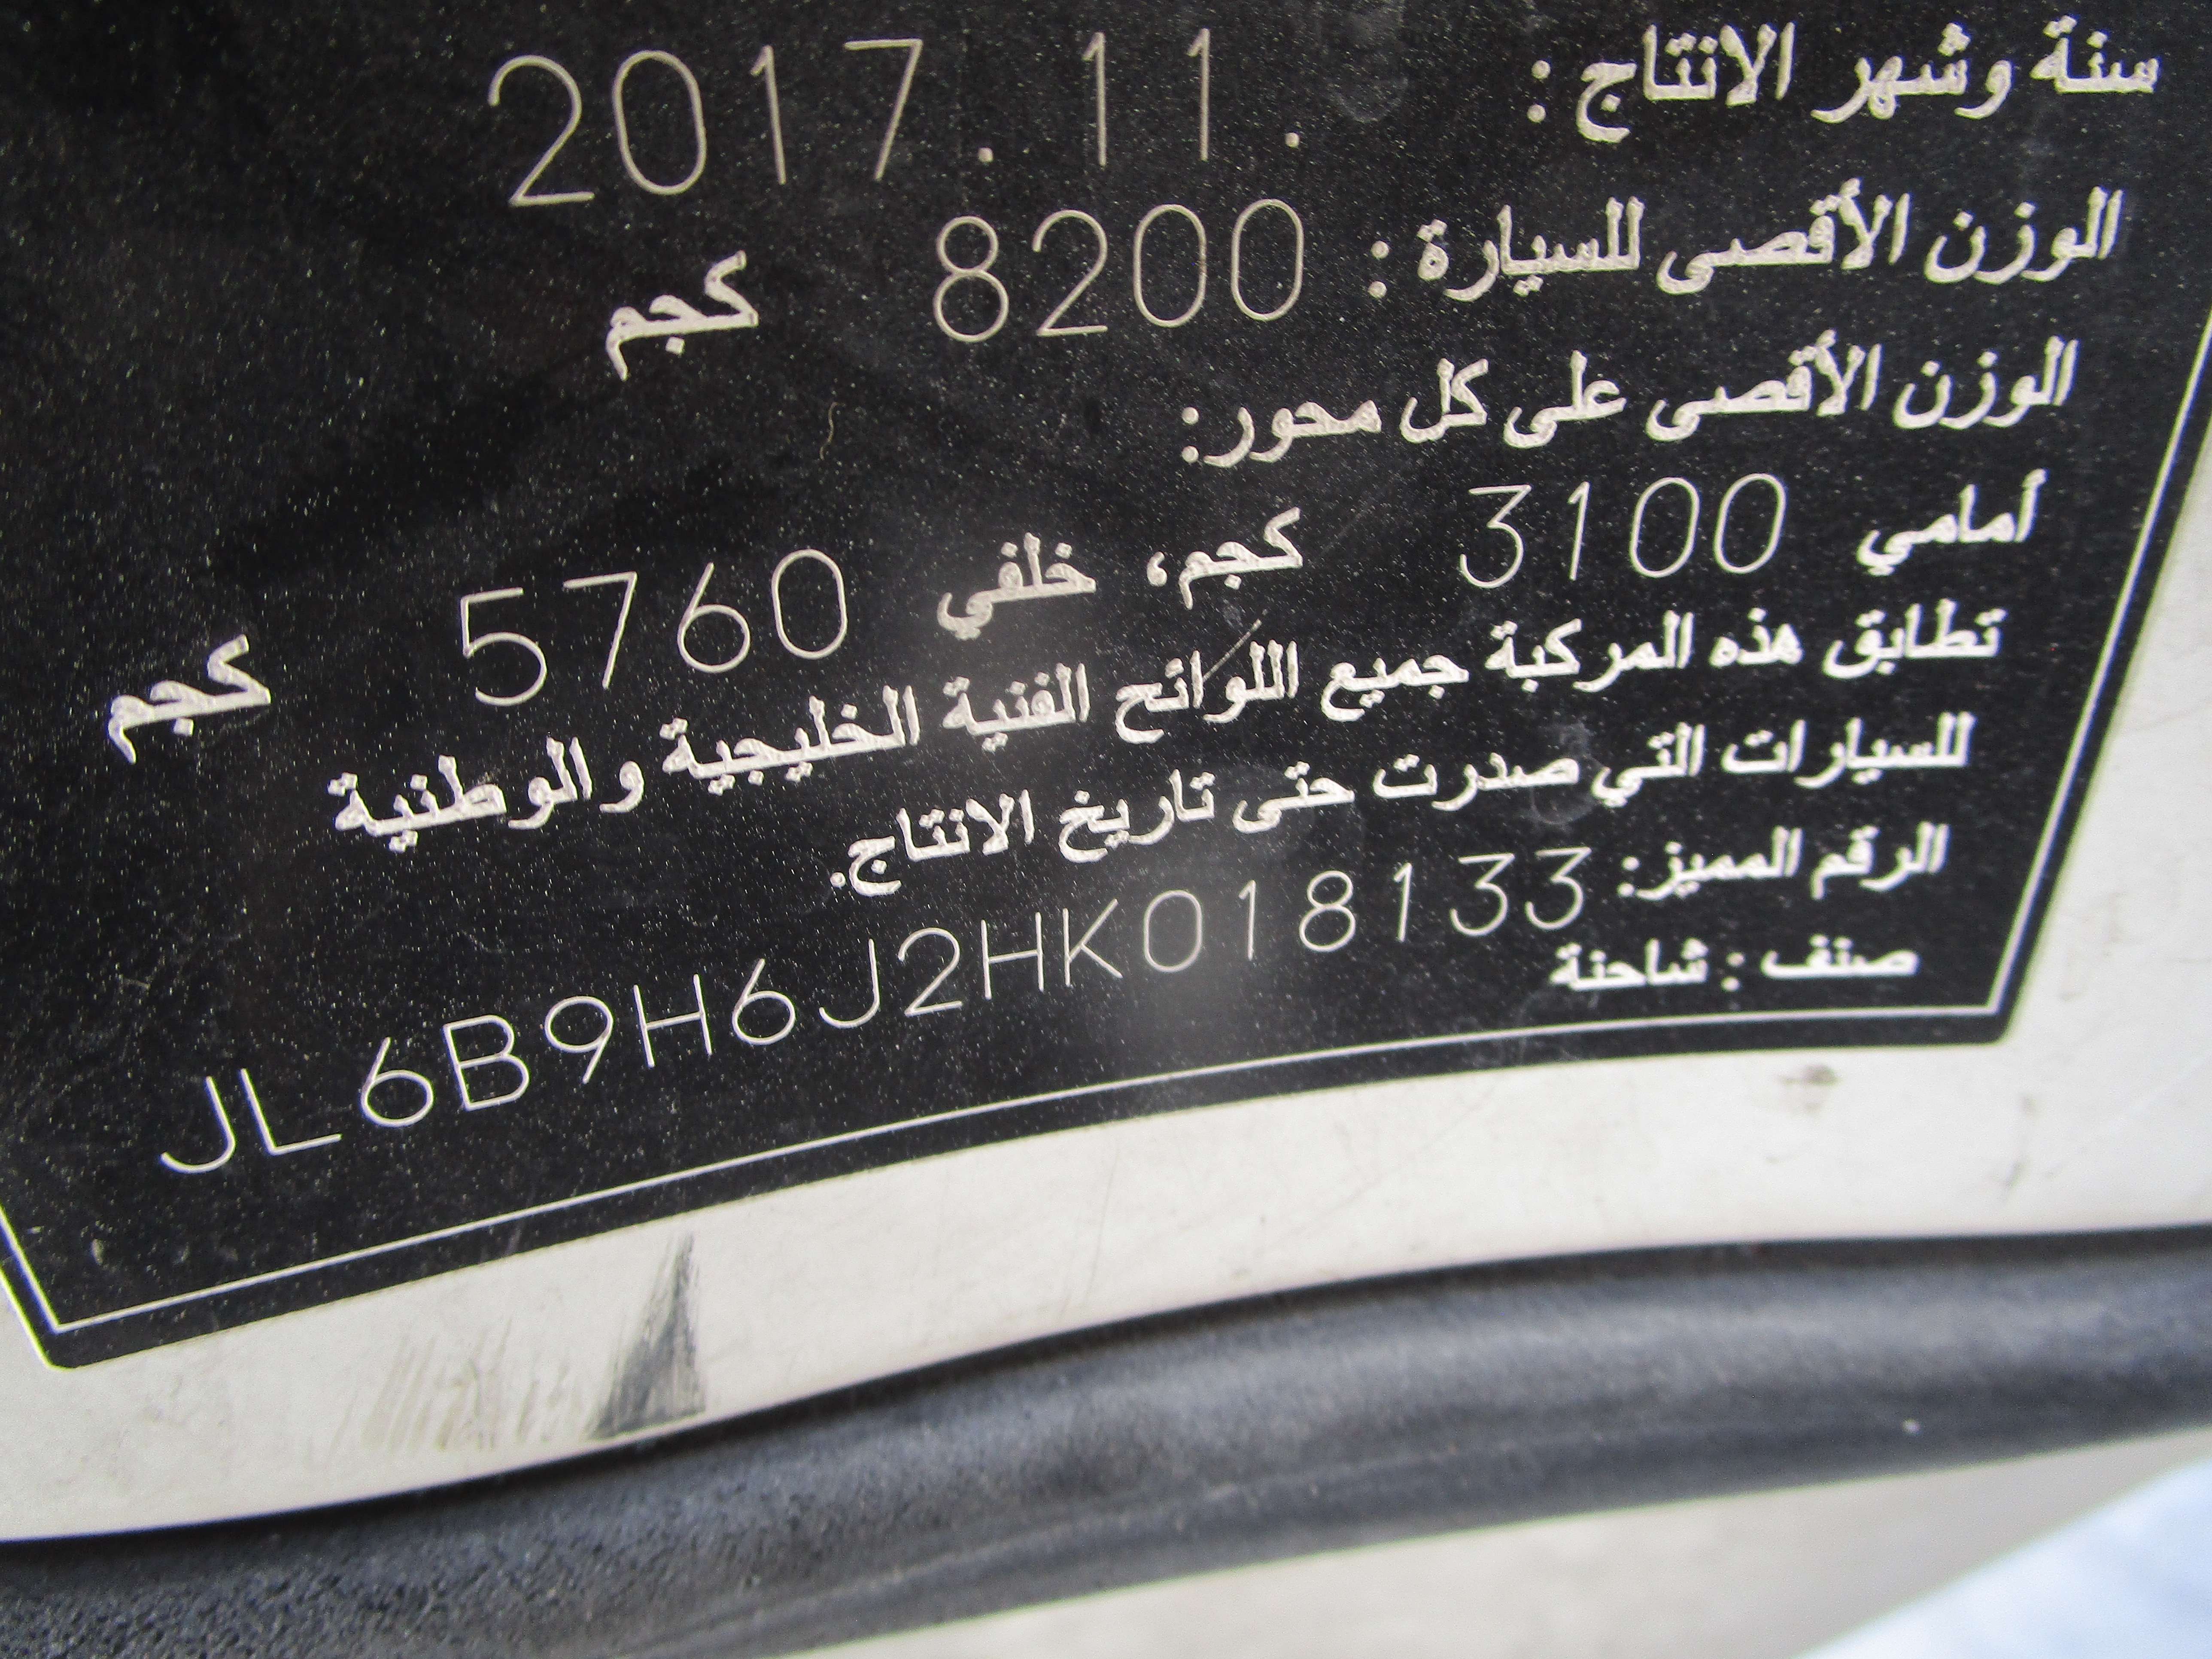 سنة وشهر الانتاج : 2017.11.
الوزن الأقصى للسيارة : 8200 كجم
الوزن الأقصى على كل محور:
أمامي 3100 كجم، خلفي 5760 كجم
تطابق هذه المركبة جميع اللوائح الفنية الخليجية والوطنية
للسيارات التي صدرت حتى تاريخ الانتاج.
الرقم المميز: JL6B9H6J2HK018133
صنف : شاحنة